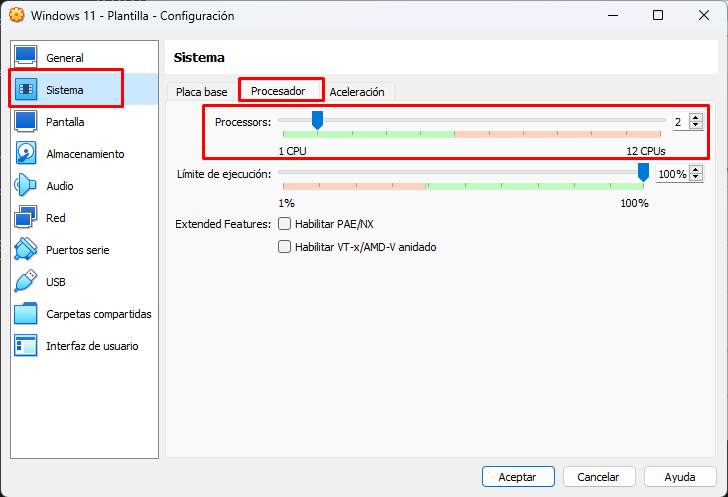 Windows 11 - Plantilla - Configuración
General
Sistema
Pantalla
Almacenamiento
Audio
Red
Puertos serie
USB
Carpetas compartidas
Interfaz de usuario
Sistema
Placa base Procesador Aceleración
Processors: 2
1 CPU 12 CPUs
Límite de ejecución: 100%
1% 100%
Extended Features: Habilitar PAE/NX
Habilitar VT-x/AMD-V anidado
Aceptar Cancelar Ayuda